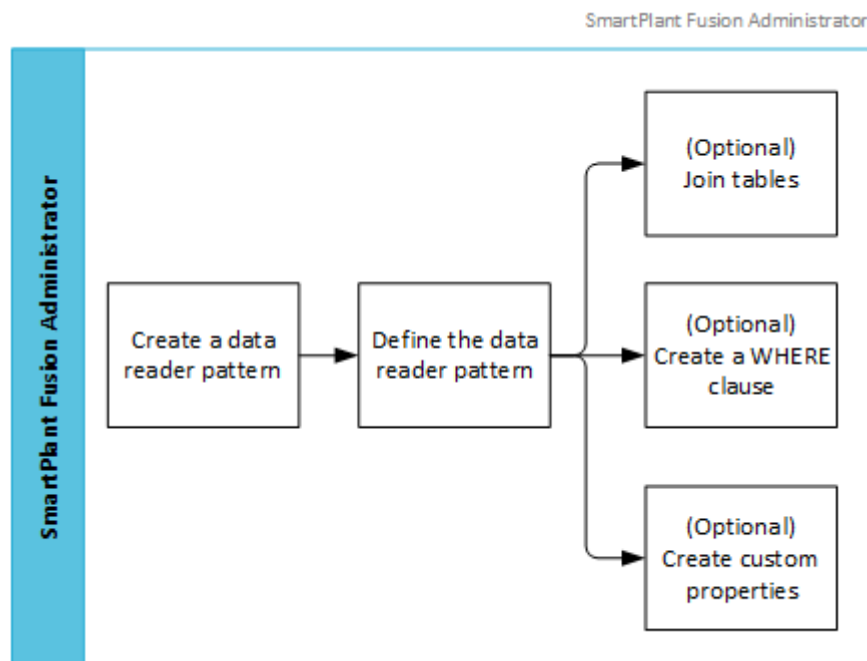 SmartPlant Fusion Administrator
SmartPlant Fusion Administrator
Create a data
reader pattern
Define the data
reader pattern
(Optional)
Join tables
(Optional)
Create a WHERE
clause
(Optional)
Create custom
properties